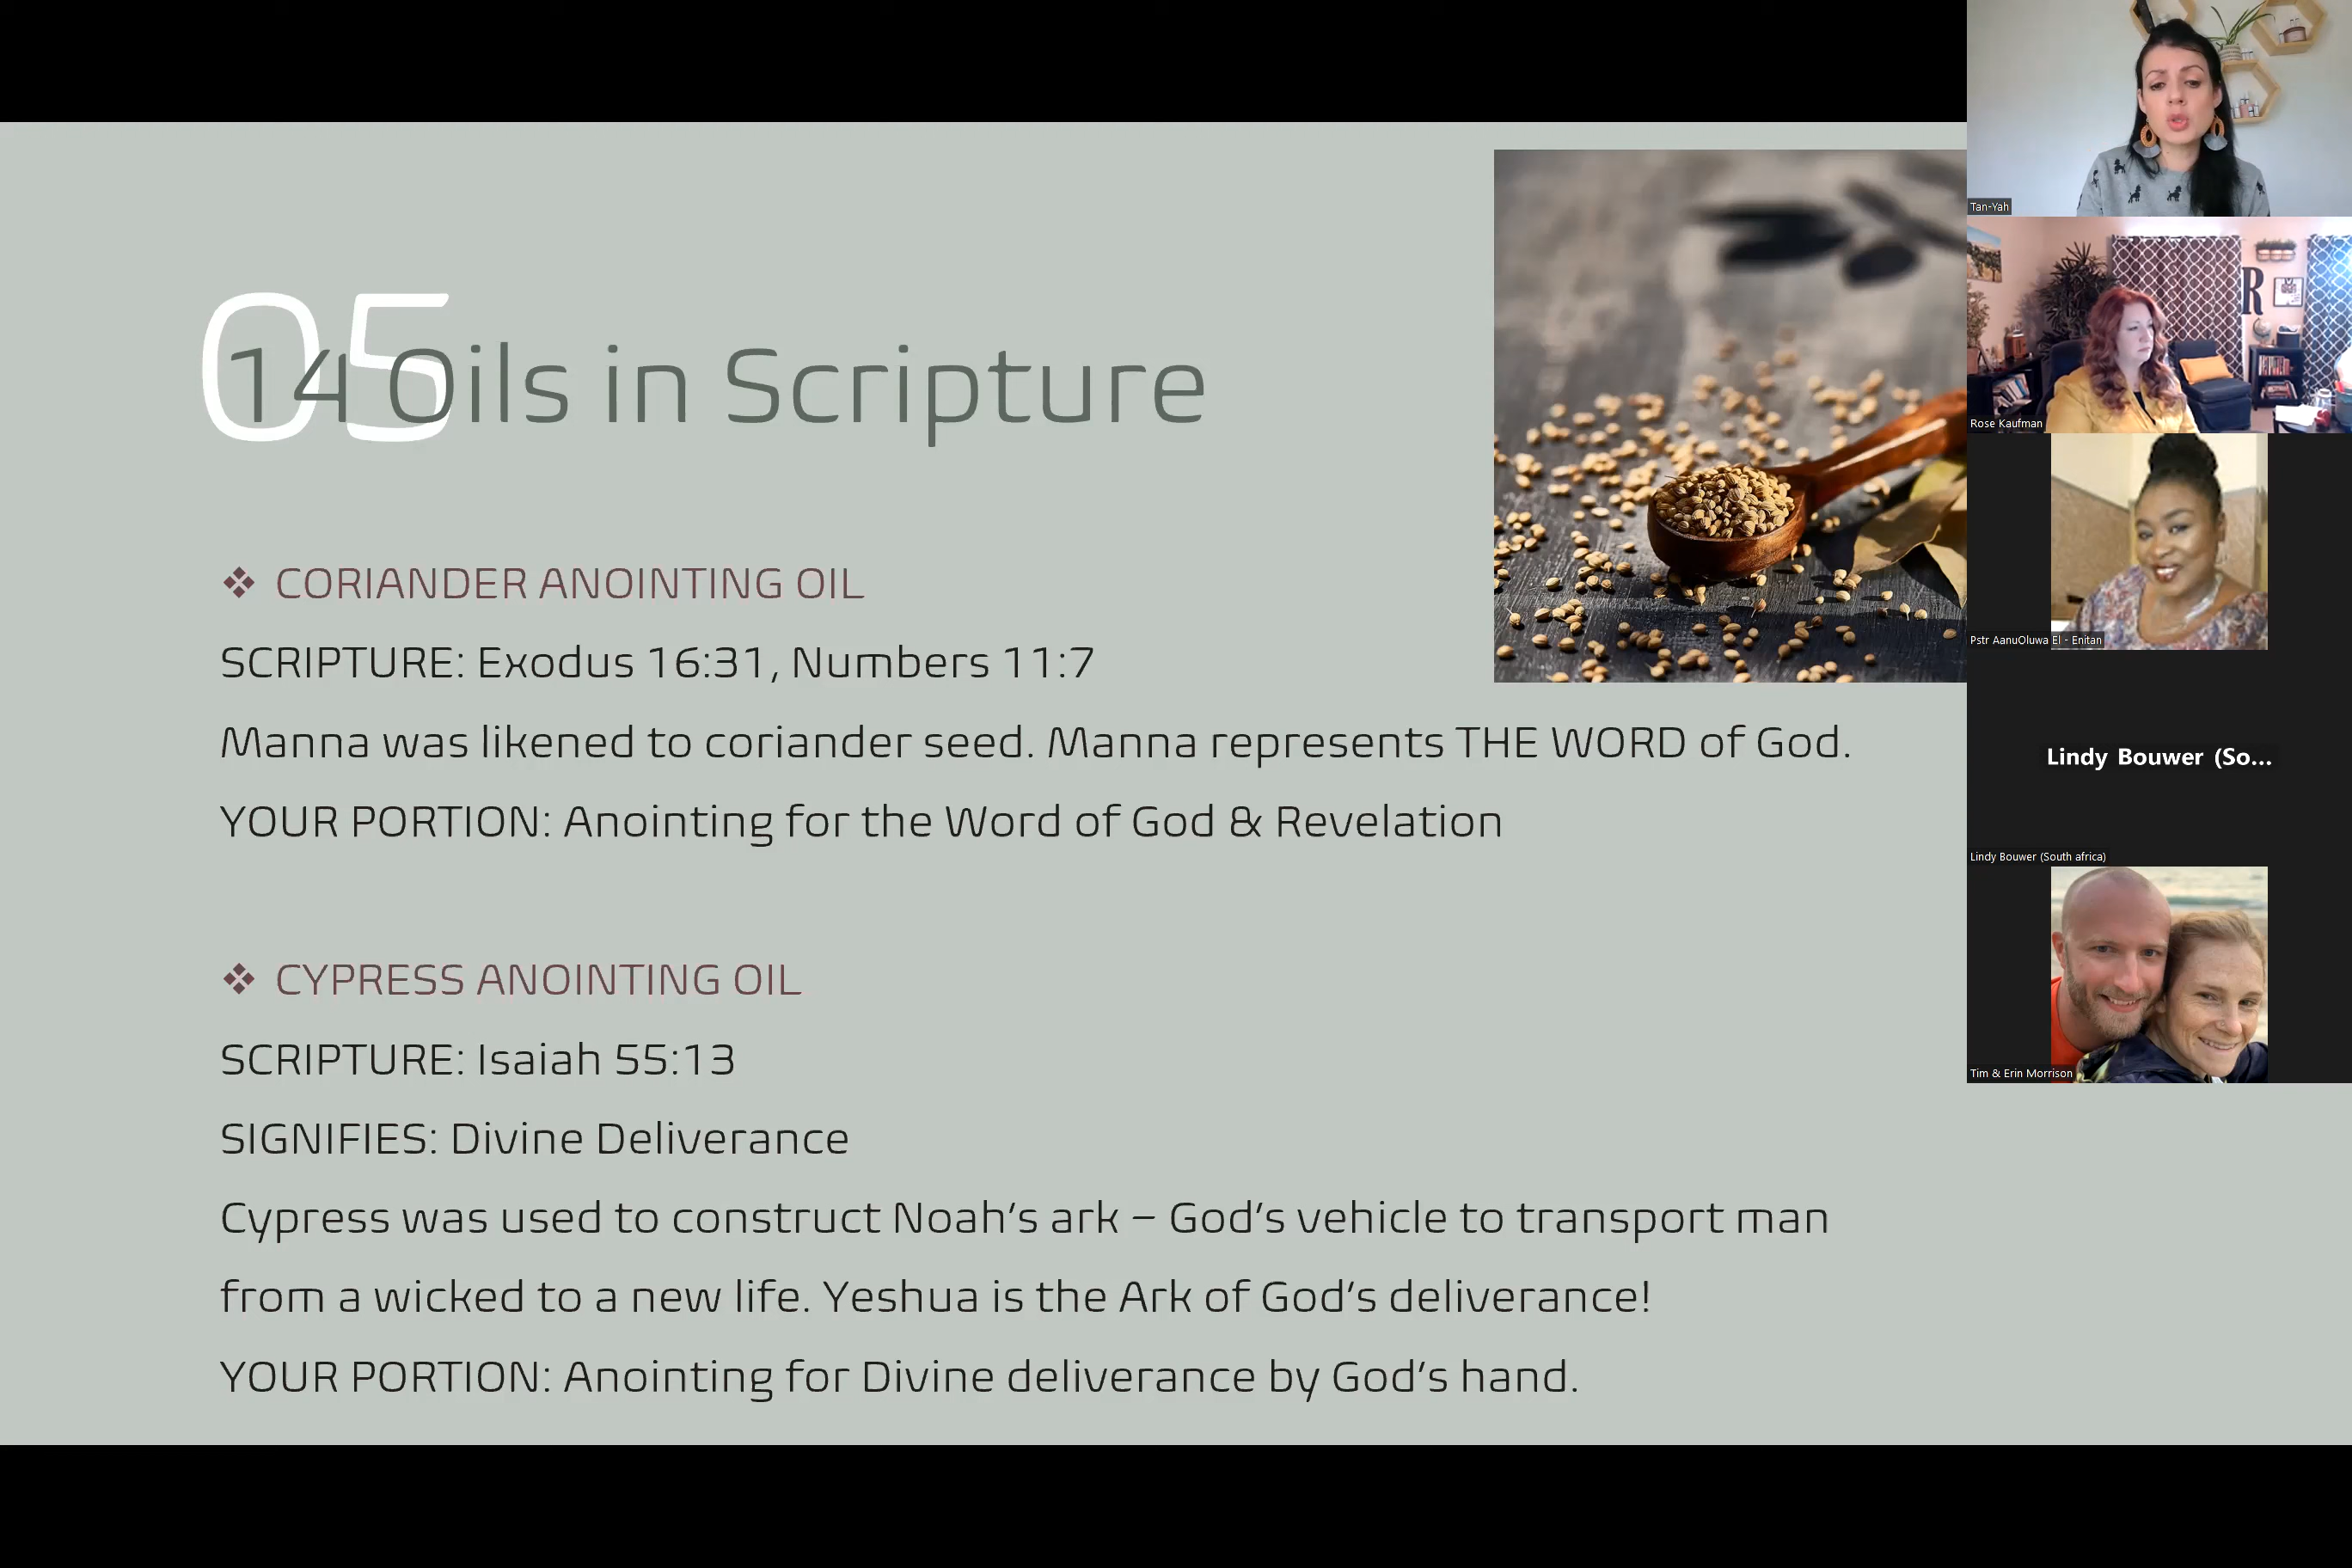 05
14 Oils in Scripture
❖ CORIANDER ANOINTING OIL
SCRIPTURE: Exodus 16:31, Numbers 11:7
Manna was likened to coriander seed. Manna represents THE WORD of God.
YOUR PORTION: Anointing for the Word of God & Revelation
❖ CYPRESS ANOINTING OIL
SCRIPTURE: Isaiah 55:13
SIGNIFIES: Divine Deliverance
Cypress was used to construct Noah's ark – God's vehicle to transport man
from a wicked to a new life. Yeshua is the Ark of God's deliverance!
YOUR PORTION: Anointing for Divine deliverance by God's hand.
Tan-Yah
R
Rose Kaufman
Pstr AanuOluwa El - Enitan
Lindy Bouwer (So...
Lindy Bouwer (South africa)
Tim & Erin Morrison